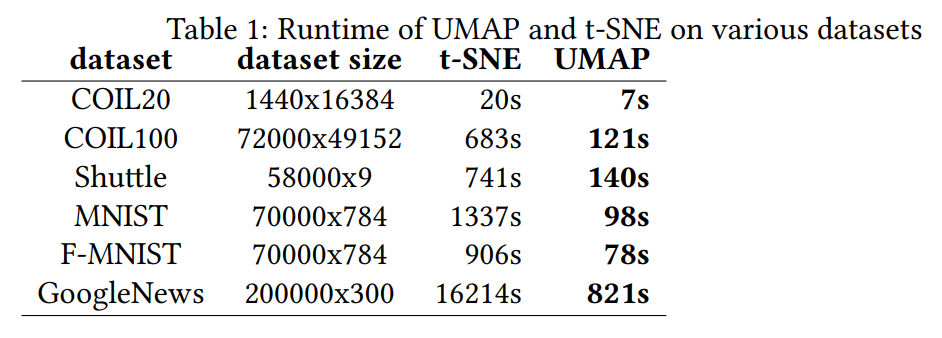 Table 1: Runtime of UMAP and t-SNE on various datasets
dataset dataset size t-SNE UMAP
COIL20 1440x16384 20s 7s
COIL100 72000x49152 683s 121s
Shuttle 58000x9 741s 140s
MNIST 70000x784 1337s 98s
F-MNIST 70000x784 906s 78s
GoogleNews 200000x300 16214s 821s